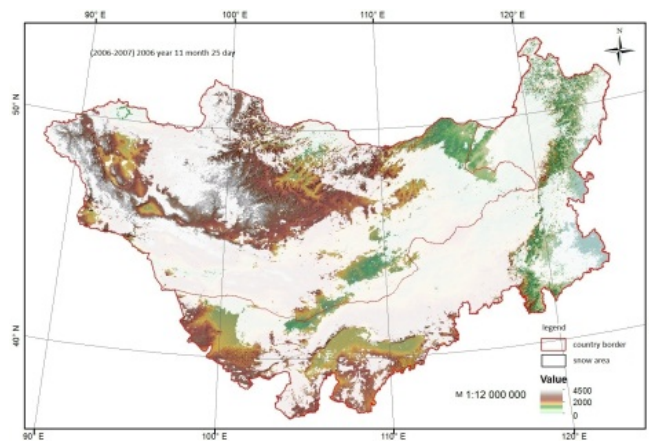 90° E
100° E
110° E
120° E
N
(2006-2007) 2006 year 11 month 25 day
50° N
40° N
legend
country border
snow area
Value
4500
2000
0
M 1:12 000 000
90° E
100° E
110° E
120° E